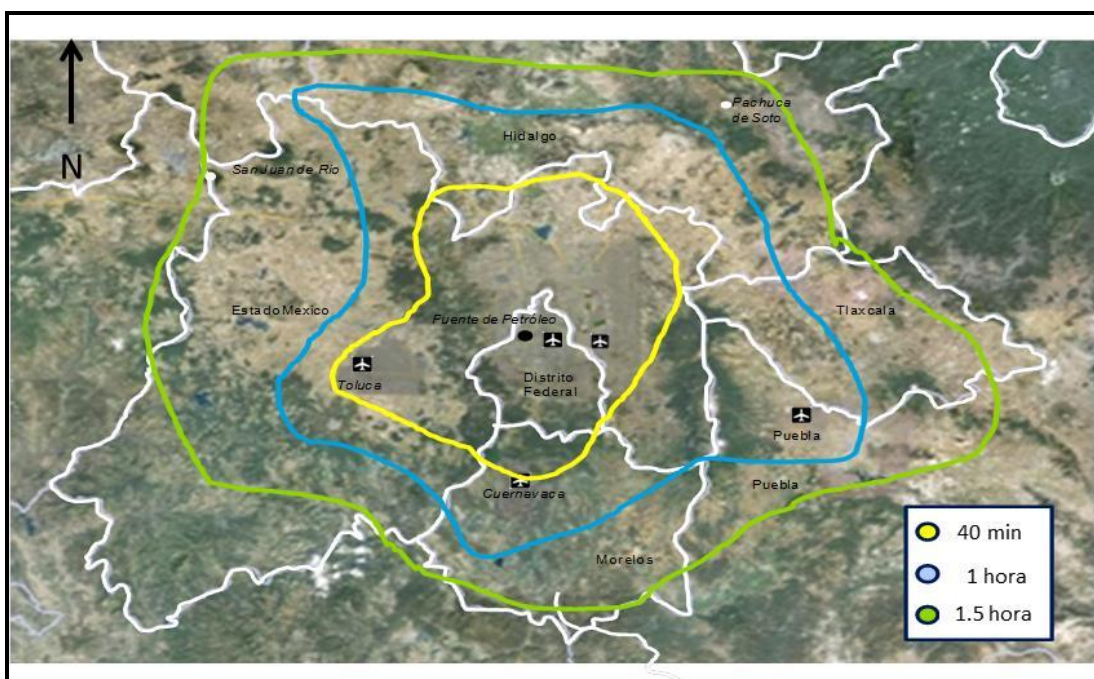 N
Pachuca
de Soto
Hidalgo
San Juan de Río
Estado Mexico
Fuente de Petróleo
Tlaxcala
Toluca
Distrito
Federal
Puebla
Cuernavaca
Puebla
Morelos
40 min
1 hora
1.5 hora